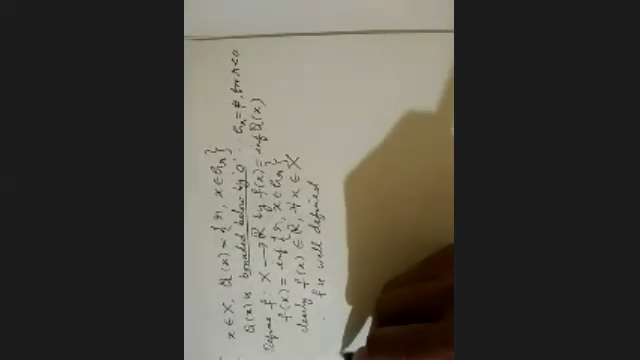 x ∈ X, Q(x) = { r, x ∈ G_r }
Q(x) is bounded below by '0' ∵ G_r = φ, for r < 0
Define f : X → R by f(x) = inf Q(x)
f(x) = inf { r, x ∈ G_r }
clearly f(x) ∈ R, ∀ x ∈ X
∴ f is well defined